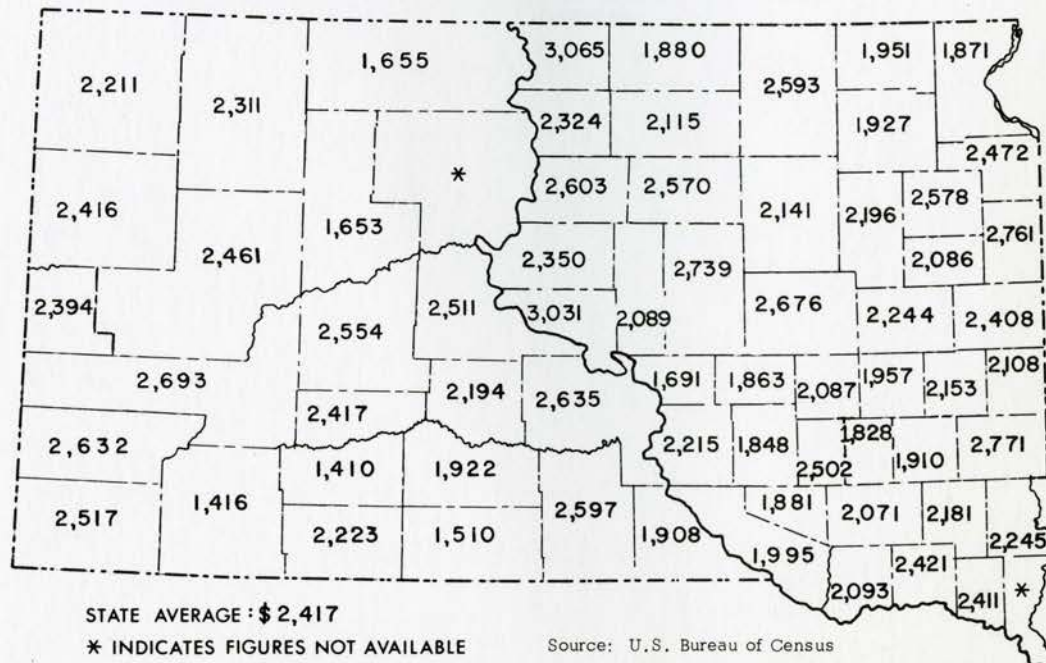 3,065 1,880 1,951 1,871
1,655
2,211 2,311 2,593
2,324 2,115 1,927
* 2,472
2,603 2,570 2,578
2,416 2,141 2,196
1,653
2,461 2,350 2,739 2,761
2,086
2,394 2,511 3,031 2,676
2,554 2,089 2,244 2,408
2,693 2,194 2,635 1,691 1,863 2,087 1,957 2,153 2,108
2,417
2,632 2,215 1,848 1,828 2,771
1,410 1,922 2,502 1,910
1,416 1,881
2,517 2,597 2,071 2,181
2,223 1,510 1,908 1,995 2,245
2,421
2,093 2,411 *
STATE AVERAGE: $2,417
* INDICATES FIGURES NOT AVAILABLE Source: U.S. Bureau of Census